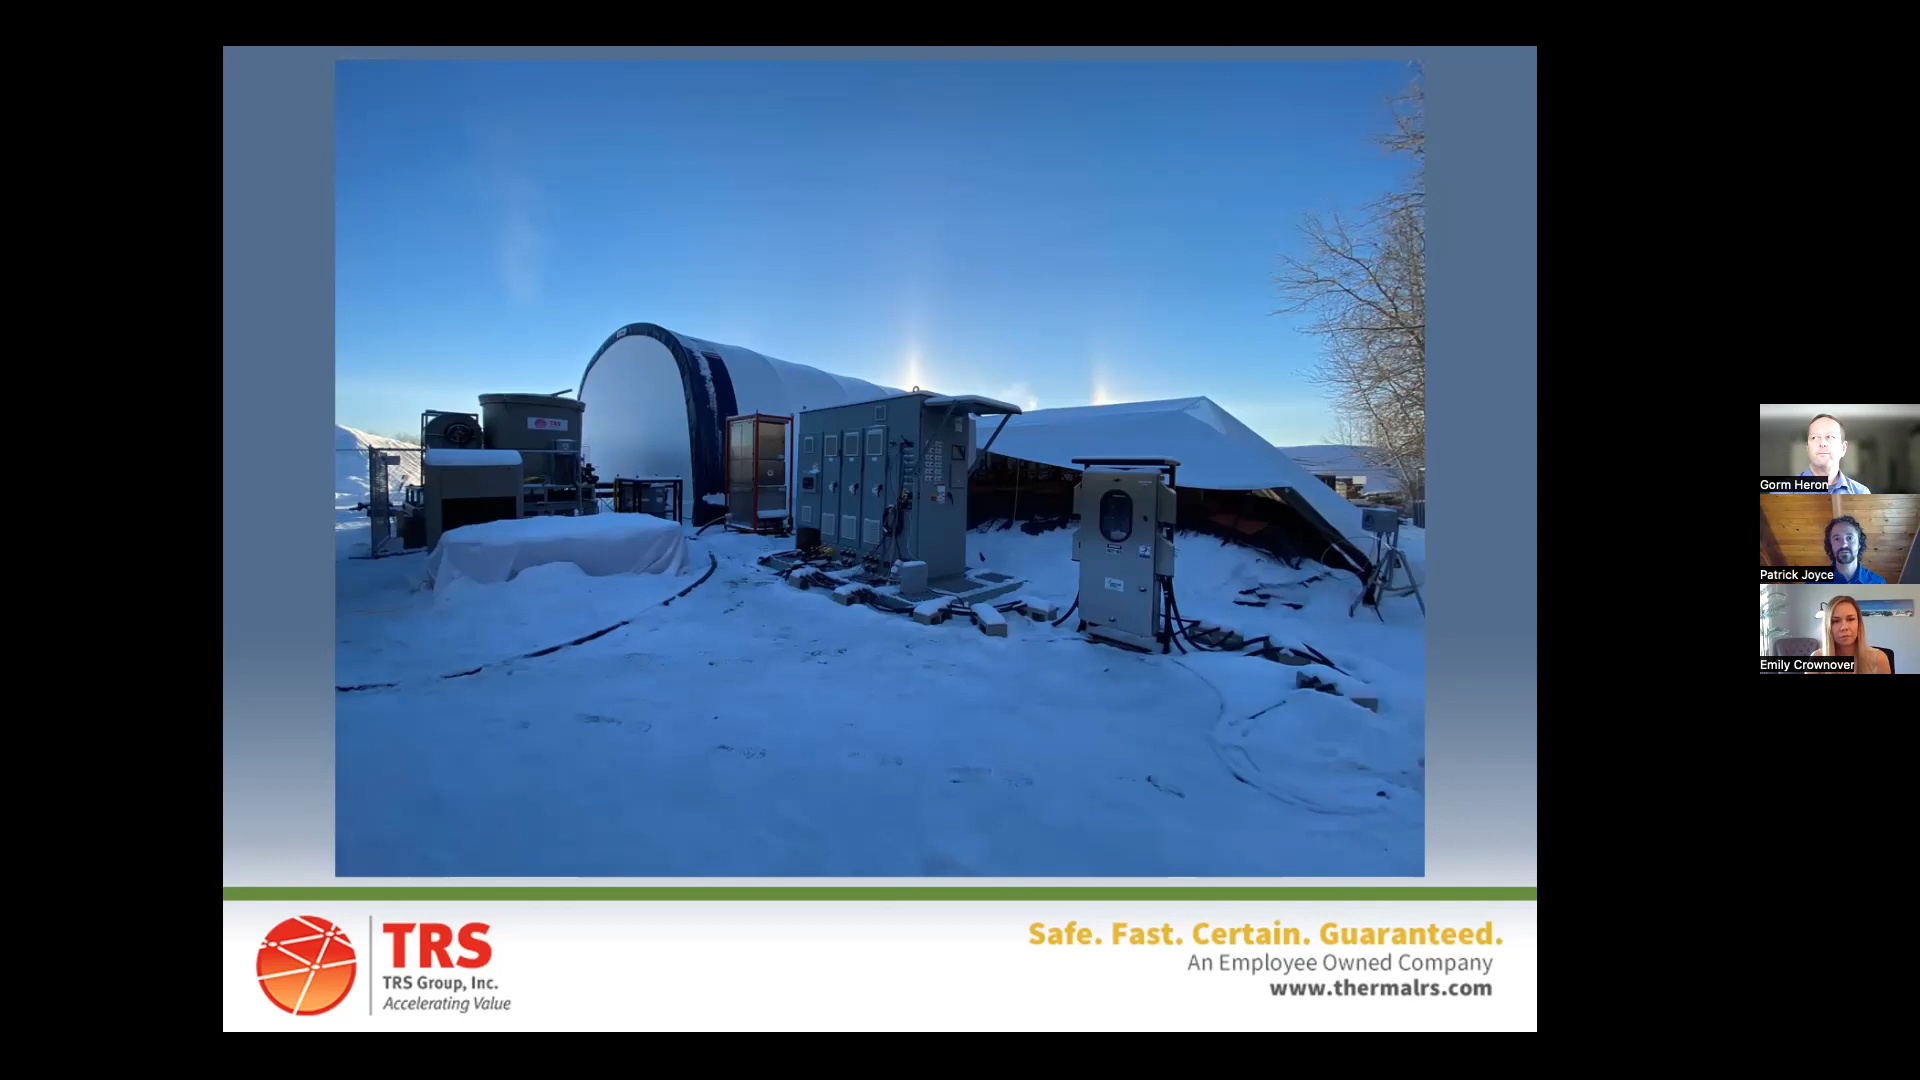 TRS
TRS
TRS Group, Inc.
Accelerating Value
Safe. Fast. Certain. Guaranteed.
An Employee Owned Company
www.thermalrs.com
Gorm Heron
Patrick Joyce
Emily Crownover